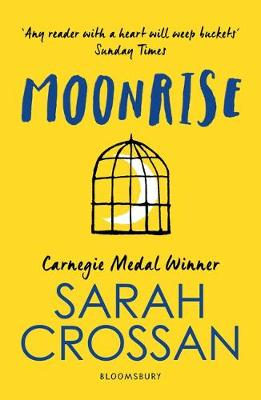 ‘Any reader with a heart will weep buckets’
Sunday Times
MOONRISE
Carnegie Medal Winner
SARAH
CROSSAN
BLOOMSBURY